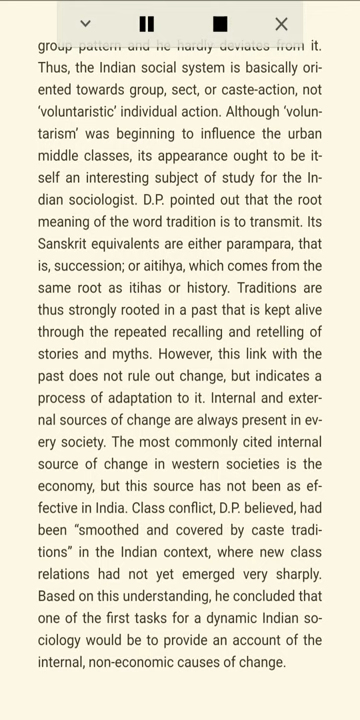 group pattern and he hardly deviates from it.
Thus, the Indian social system is basically ori-
ented towards group, sect, or caste-action, not
‘voluntaristic’ individual action. Although ‘volun-
tarism’ was beginning to influence the urban
middle classes, its appearance ought to be it-
self an interesting subject of study for the In-
dian sociologist. D.P. pointed out that the root
meaning of the word tradition is to transmit. Its
Sanskrit equivalents are either parampara, that
is, succession; or aitihya, which comes from the
same root as itihas or history. Traditions are
thus strongly rooted in a past that is kept alive
through the repeated recalling and retelling of
stories and myths. However, this link with the
past does not rule out change, but indicates a
process of adaptation to it. Internal and exter-
nal sources of change are always present in ev-
ery society. The most commonly cited internal
source of change in western societies is the
economy, but this source has not been as ef-
fective in India. Class conflict, D.P. believed, had
been “smoothed and covered by caste tradi-
tions” in the Indian context, where new class
relations had not yet emerged very sharply.
Based on this understanding, he concluded that
one of the first tasks for a dynamic Indian so-
ciology would be to provide an account of the
internal, non-economic causes of change.